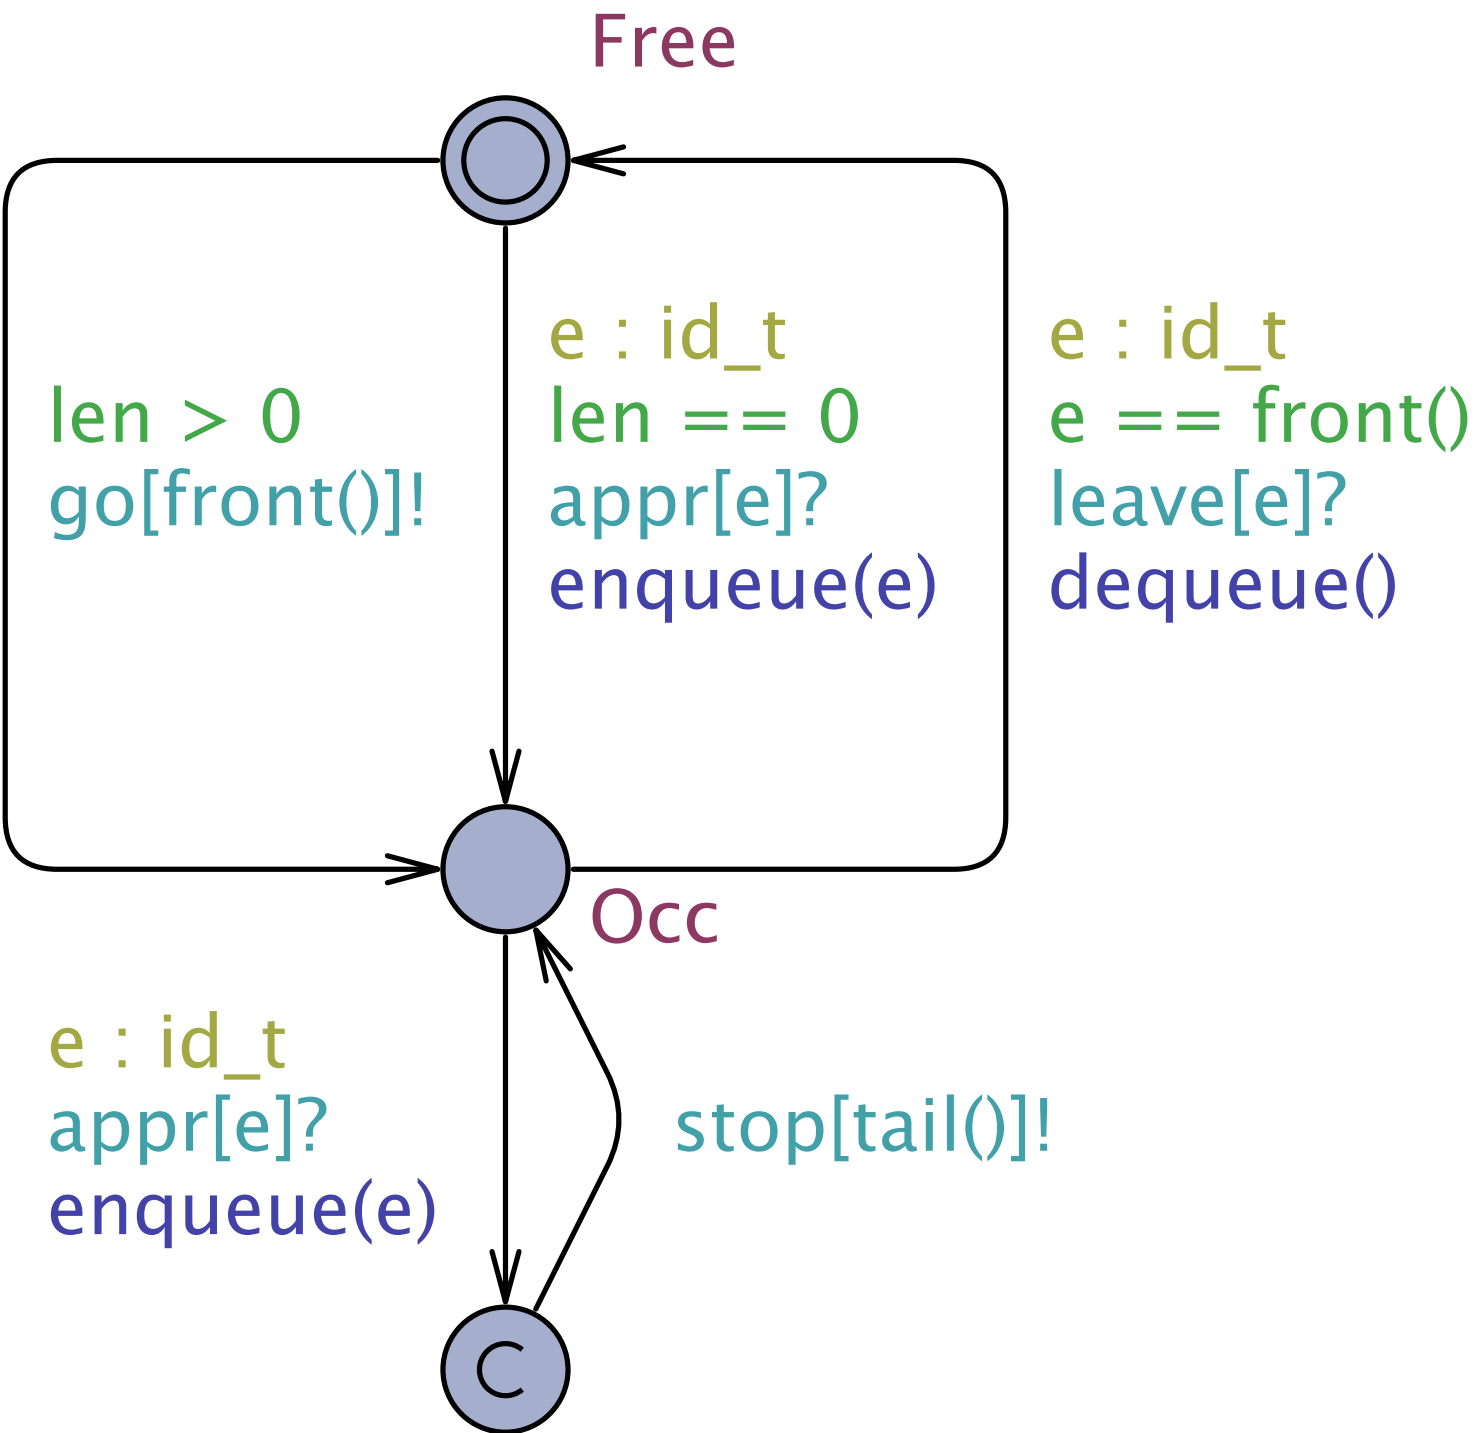 Free
len > 0
go[front()]!
e : id_t
len == 0
appr[e]?
enqueue(e)
e : id_t
e == front()
leave[e]?
dequeue()
Occ
e : id_t
appr[e]?
enqueue(e)
stop[tail()]!
C